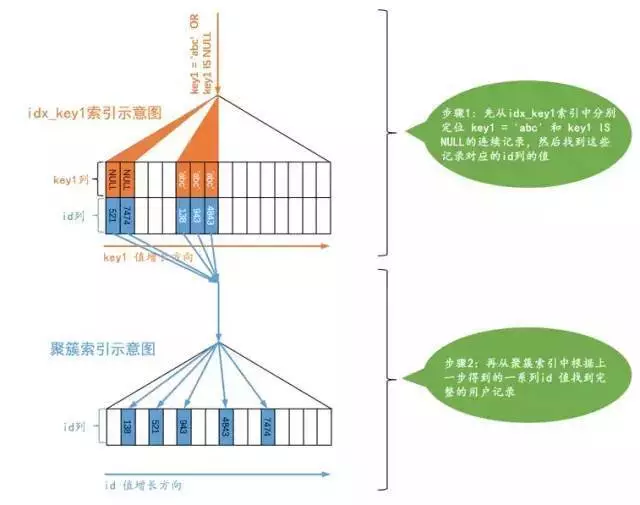 key1 = 'abc' OR
key1 IS NULL
idx_key1索引示意图
key1列
NULL
NULL
'abc'
'abc'
'abc'
id列
521
7474
138
943
4843
key1 值增长方向
步骤1: 先从idx_key1索引中分别
定位 key1 = 'abc' 和 key1 IS
NULL的连续记录, 然后找到这些
记录对应的id列的值
聚簇索引示意图
id列
138
521
943
4843
7474
id 值增长方向
步骤2: 再从聚簇索引中根据上
一步得到的一系列id 值找到完
整的用户记录